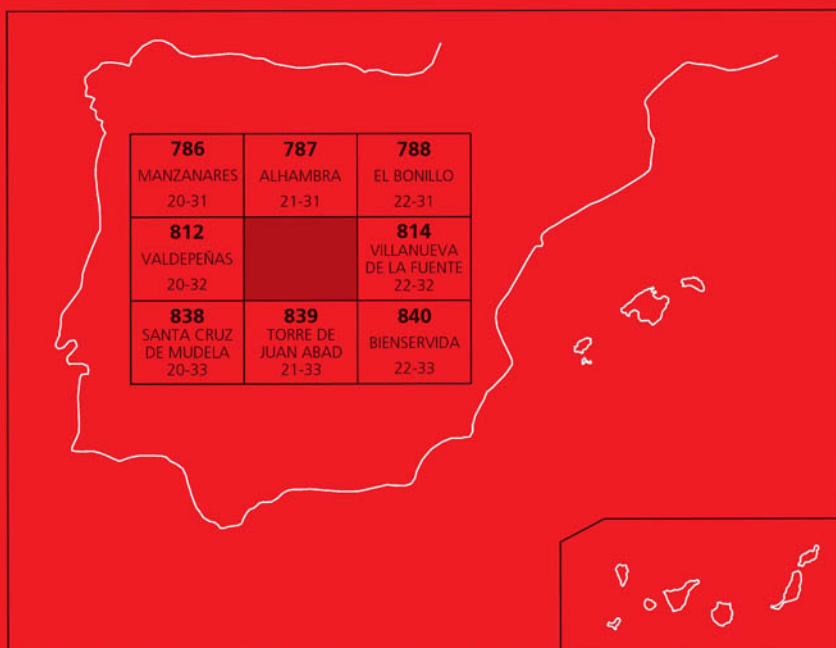 786
MANZANARES
20-31
787
ALHAMBRA
21-31
788
EL BONILLO
22-31
812
VALDEPEÑAS
20-32
814
VILLANUEVA
DE LA FUENTE
22-32
838
SANTA CRUZ
DE MUDELA
20-33
839
TORRE DE
JUAN ABAD
21-33
840
BIENSERVIDA
22-33